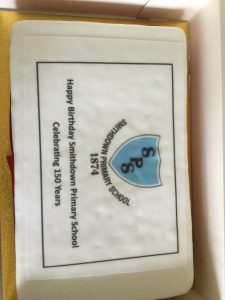 SPS
SMITHDOWN PRIMARY SCHOOL
1874
Happy Birthday Smithdown Primary School
Celebrating 150 Years